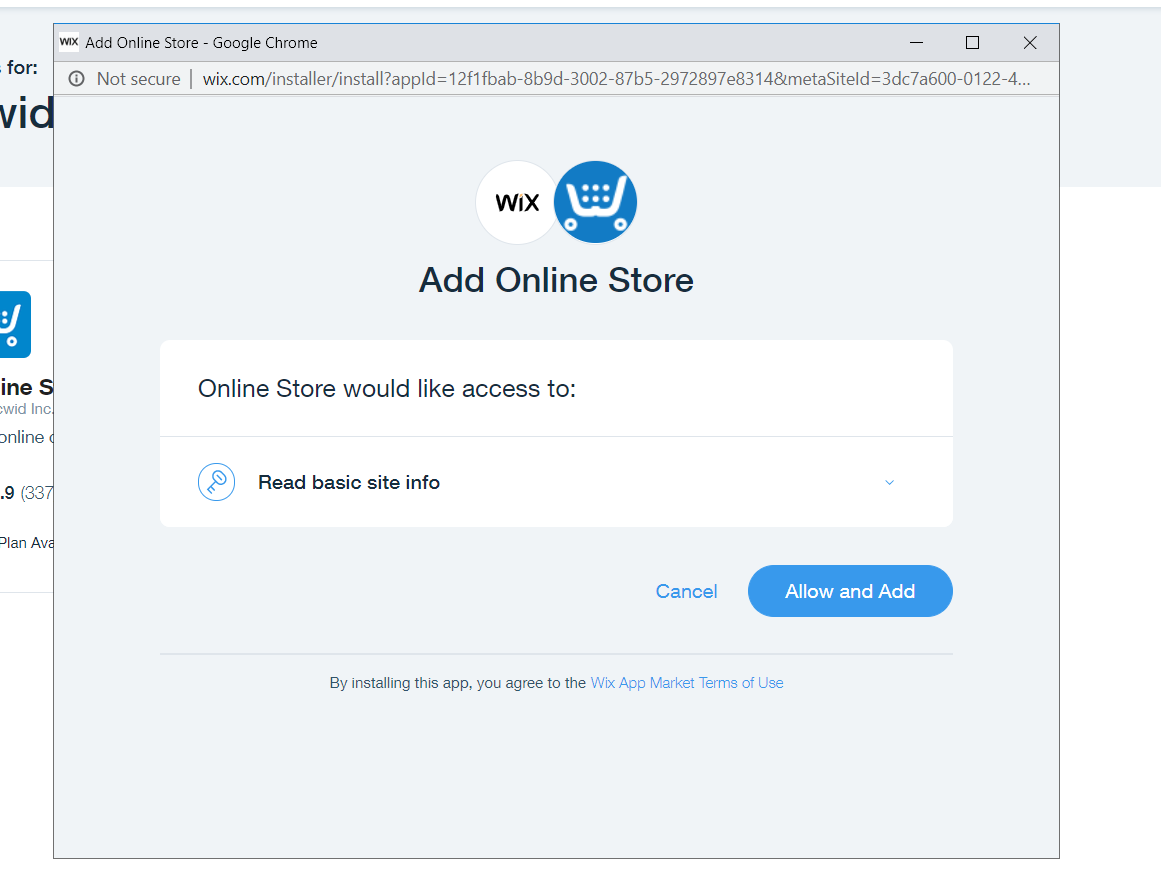 WIX Add Online Store - Google Chrome
Not secure | wix.com/installer/install?appId=12f1fbab-8b9d-3002-87b5-2972897e8314&metaSiteId=3dc7a600-0122-4...
for:
wid
WiX
Add Online Store
Online Store would like access to:
ine S
cwid Inc.
online
.9 (337
Read basic site info
Plan Ava
Cancel
Allow and Add
By installing this app, you agree to the Wix App Market Terms of Use